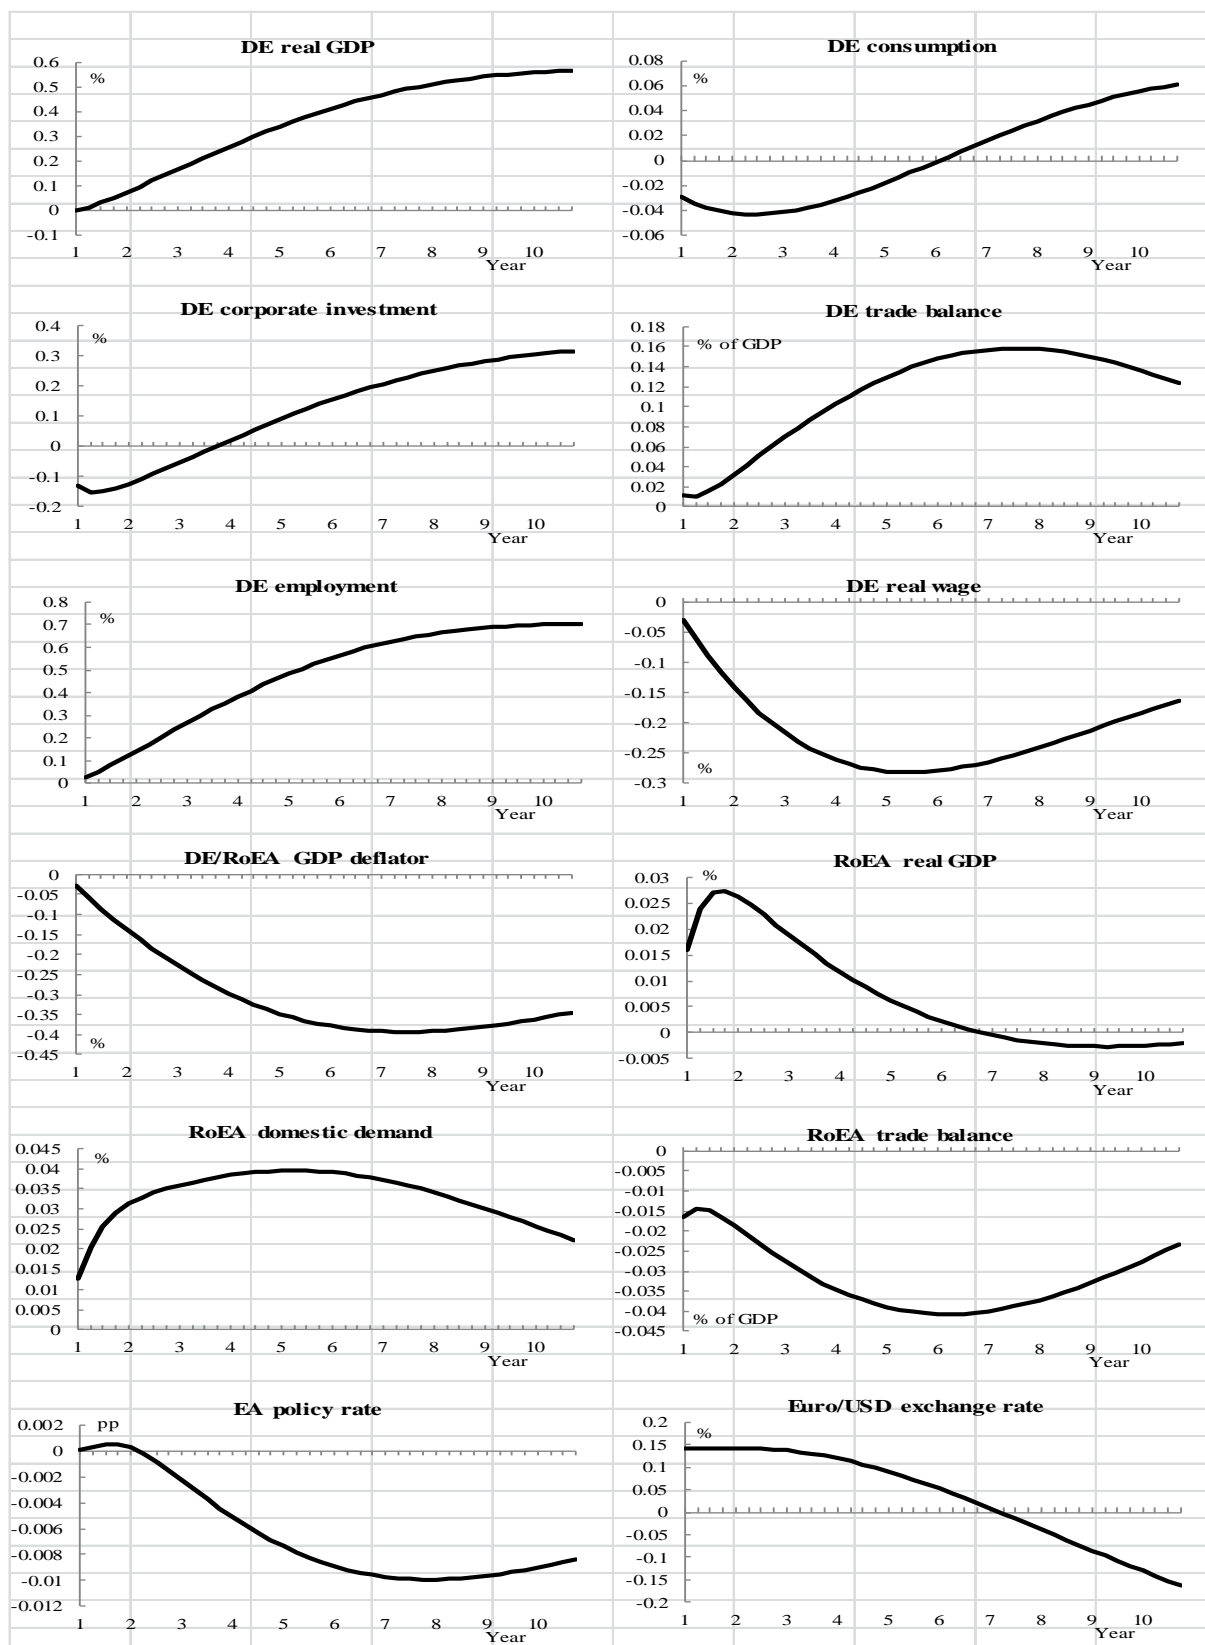 DE real GDP
0.6
%
0.5
0.4
0.3
0.2
0.1
0
-0.1
1 2 3 4 5 6 7 8 9 10
Year
DE consumption
0.08
%
0.06
0.04
0.02
0
-0.02
-0.04
-0.06
1 2 3 4 5 6 7 8 9 10
Year
DE corporate investment
0.4
%
0.3
0.2
0.1
0
-0.1
-0.2
1 2 3 4 5 6 7 8 9 10
Year
DE trade balance
0.18
% of GDP
0.16
0.14
0.12
0.1
0.08
0.06
0.04
0.02
0
1 2 3 4 5 6 7 8 9 10
Year
DE employment
0.8
%
0.7
0.6
0.5
0.4
0.3
0.2
0.1
0
1 2 3 4 5 6 7 8 9 10
Year
DE real wage
0
-0.05
-0.1
-0.15
-0.2
-0.25
%
-0.3
1 2 3 4 5 6 7 8 9 10
Year
DE/RoEA GDP deflator
0
-0.05
-0.1
-0.15
-0.2
-0.25
-0.3
-0.35
-0.4
%
-0.45
1 2 3 4 5 6 7 8 9 10
Year
RoEA real GDP
0.03
%
0.025
0.02
0.015
0.01
0.005
0
-0.005
1 2 3 4 5 6 7 8 9 10
Year
RoEA domestic demand
0.045
%
0.04
0.035
0.03
0.025
0.02
0.015
0.01
0.005
0
1 2 3 4 5 6 7 8 9 10
Year
RoEA trade balance
0
-0.005
-0.01
-0.015
-0.02
-0.025
-0.03
-0.035
-0.04
% of GDP
-0.045
1 2 3 4 5 6 7 8 9 10
Year
EA policy rate
0.002
pp
0
-0.002
-0.004
-0.006
-0.008
-0.01
-0.012
1 2 3 4 5 6 7 8 9 10
Year
Euro/USD exchange rate
0.2
%
0.15
0.1
0.05
0
-0.05
-0.1
-0.15
-0.2
1 2 3 4 5 6 7 8 9 10
Year